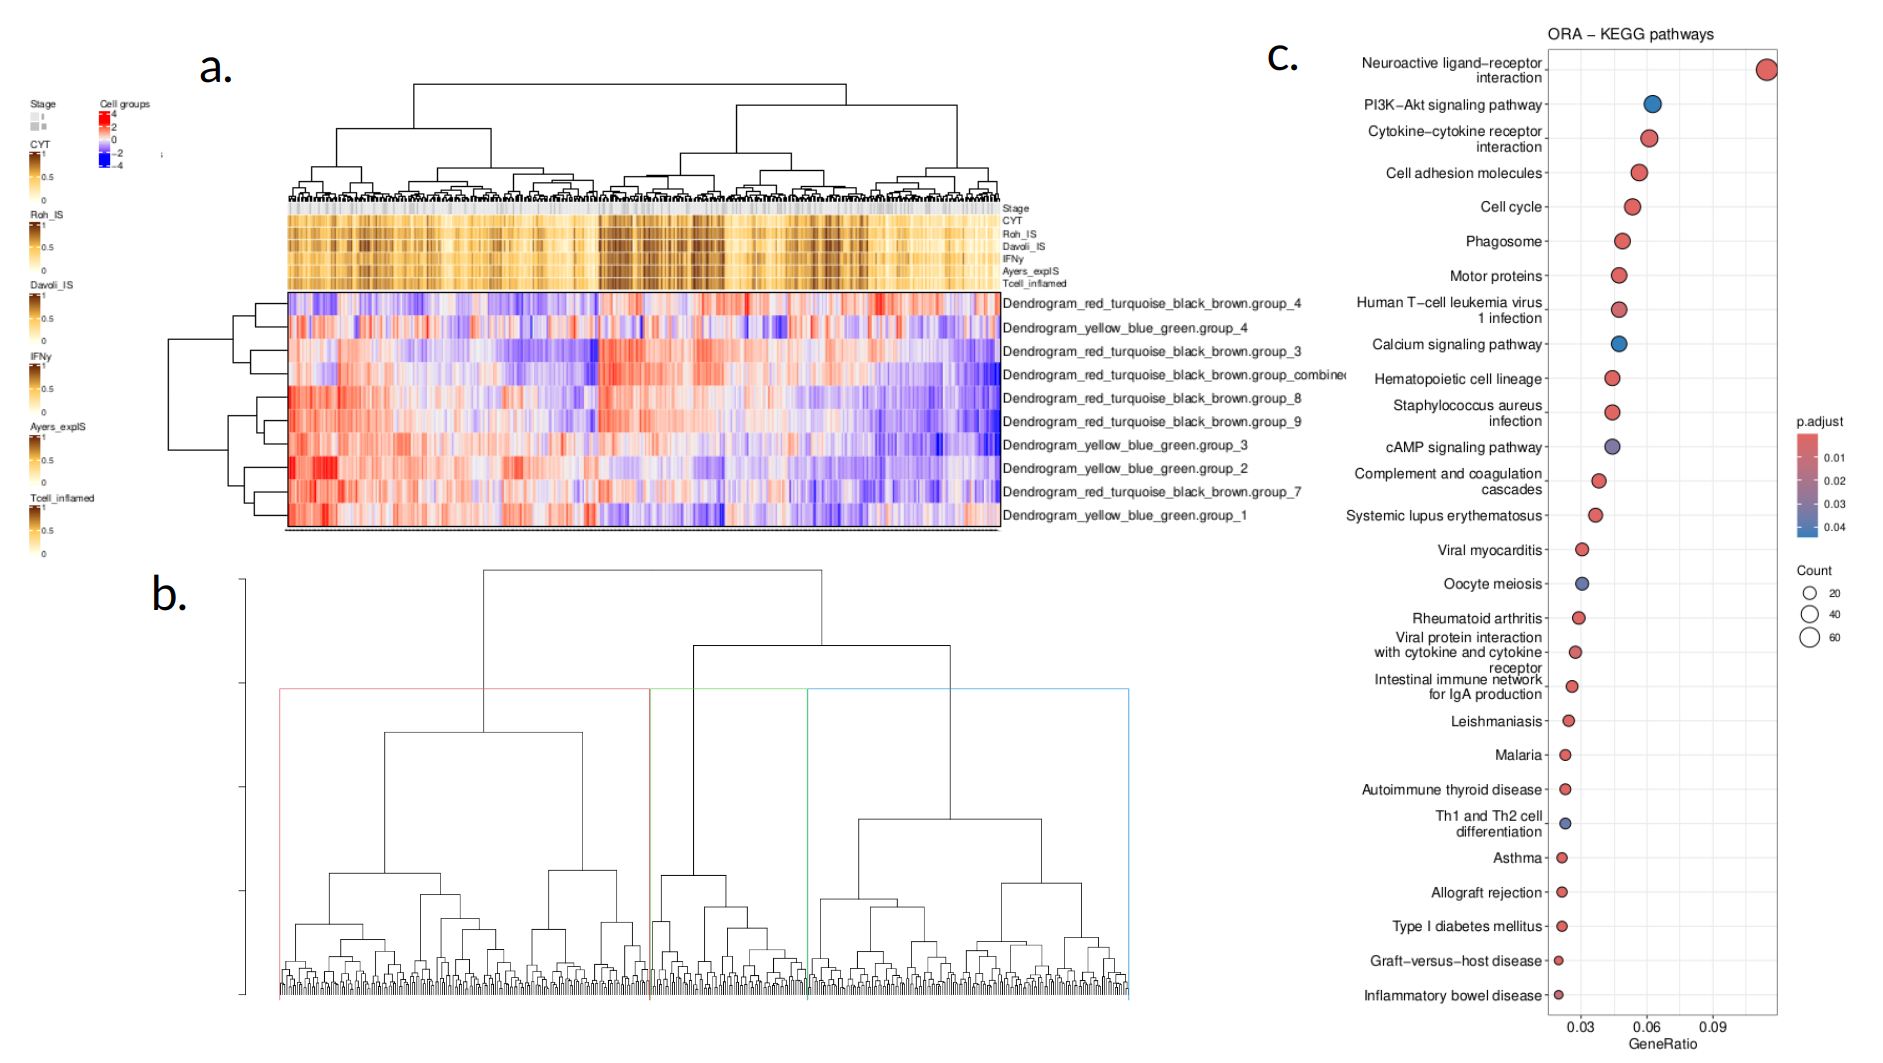 a.
Stage
I
II
CYT
1
0.5
0
Roh_IS
1
0.5
0
Davoli_IS
1
0.5
0
IFNy
1
0.5
0
Ayers_expIS
1
0.5
0
Tcell_inflamed
1
0.5
0
Cell groups
4
2
0
−2
−4
s
Stage
CYT
Roh_IS
Davoli_IS
IFNy
Ayers_expIS
Tcell_inflamed
Dendrogram_red_turquoise_black_brown.group_4
Dendrogram_yellow_blue_green.group_4
Dendrogram_red_turquoise_black_brown.group_3
Dendrogram_red_turquoise_black_brown.group_combined
Dendrogram_red_turquoise_black_brown.group_8
Dendrogram_red_turquoise_black_brown.group_9
Dendrogram_yellow_blue_green.group_3
Dendrogram_yellow_blue_green.group_2
Dendrogram_red_turquoise_black_brown.group_7
Dendrogram_yellow_blue_green.group_1
b.
c.
ORA − KEGG pathways
Neuroactive ligand−receptor
interaction
PI3K−Akt signaling pathway
Cytokine−cytokine receptor
interaction
Cell adhesion molecules
Cell cycle
Phagosome
Motor proteins
Human T−cell leukemia virus
1 infection
Calcium signaling pathway
Hematopoietic cell lineage
Staphylococcus aureus
infection
cAMP signaling pathway
Complement and coagulation
cascades
Systemic lupus erythematosus
Viral myocarditis
Oocyte meiosis
Rheumatoid arthritis
Viral protein interaction
with cytokine and cytokine
receptor
Intestinal immune network
for IgA production
Leishmaniasis
Malaria
Autoimmune thyroid disease
Th1 and Th2 cell
differentiation
Asthma
Allograft rejection
Type I diabetes mellitus
Graft−versus−host disease
Inflammatory bowel disease
0.03 0.06 0.09
GeneRatio
p.adjust
0.01
0.02
0.03
0.04
Count
20
40
60